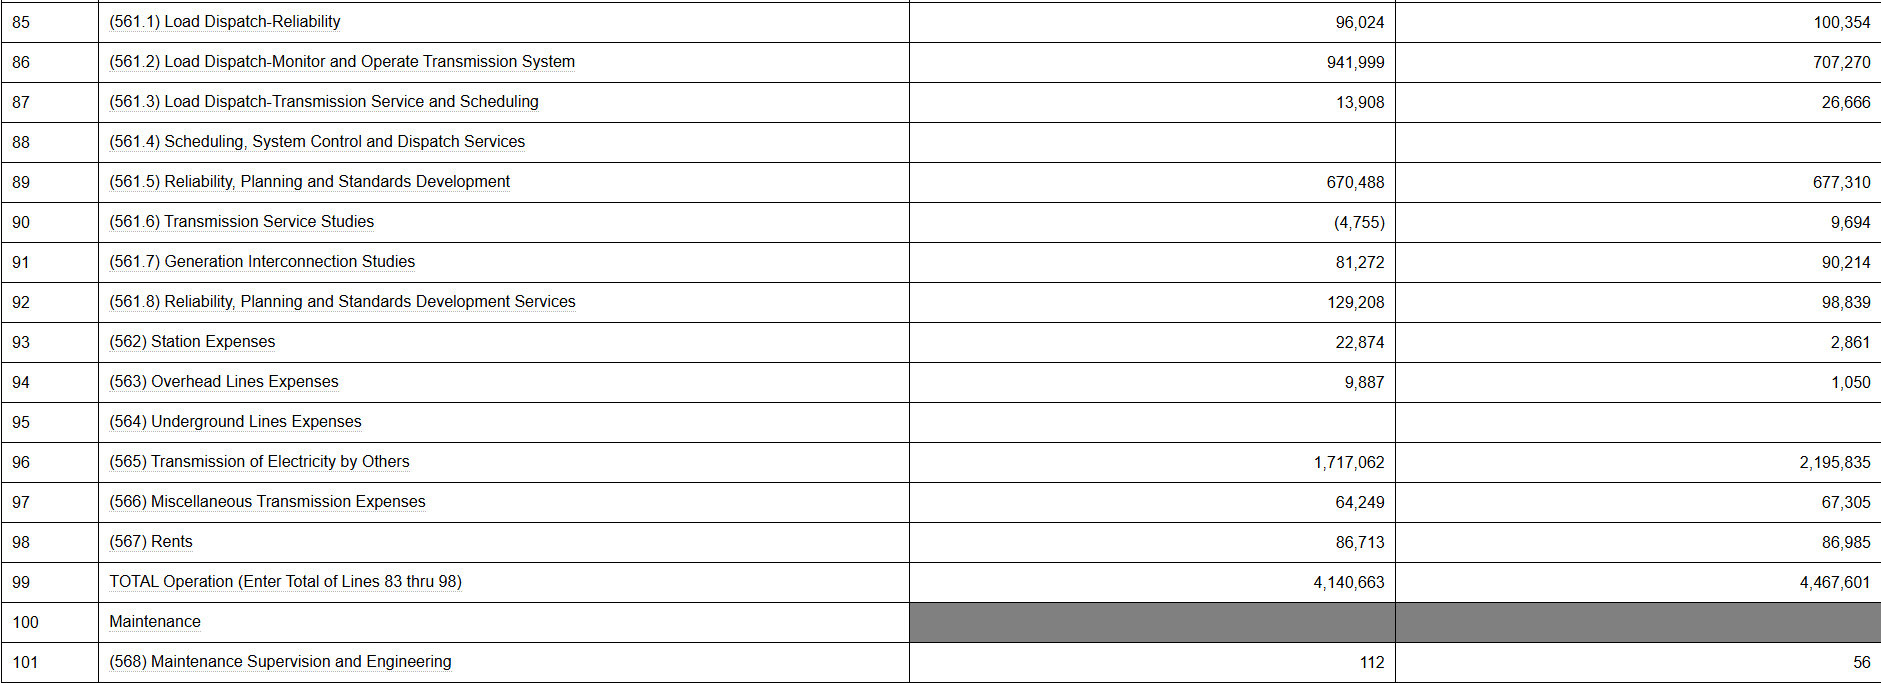 85 (561.1) Load Dispatch-Reliability 96,024 100,354
86 (561.2) Load Dispatch-Monitor and Operate Transmission System 941,999 707,270
87 (561.3) Load Dispatch-Transmission Service and Scheduling 13,908 26,666
88 (561.4) Scheduling, System Control and Dispatch Services
89 (561.5) Reliability, Planning and Standards Development 670,488 677,310
90 (561.6) Transmission Service Studies (4,755) 9,694
91 (561.7) Generation Interconnection Studies 81,272 90,214
92 (561.8) Reliability, Planning and Standards Development Services 129,208 98,839
93 (562) Station Expenses 22,874 2,861
94 (563) Overhead Lines Expenses 9,887 1,050
95 (564) Underground Lines Expenses
96 (565) Transmission of Electricity by Others 1,717,062 2,195,835
97 (566) Miscellaneous Transmission Expenses 64,249 67,305
98 (567) Rents 86,713 86,985
99 TOTAL Operation (Enter Total of Lines 83 thru 98) 4,140,663 4,467,601
100 Maintenance
101 (568) Maintenance Supervision and Engineering 112 56